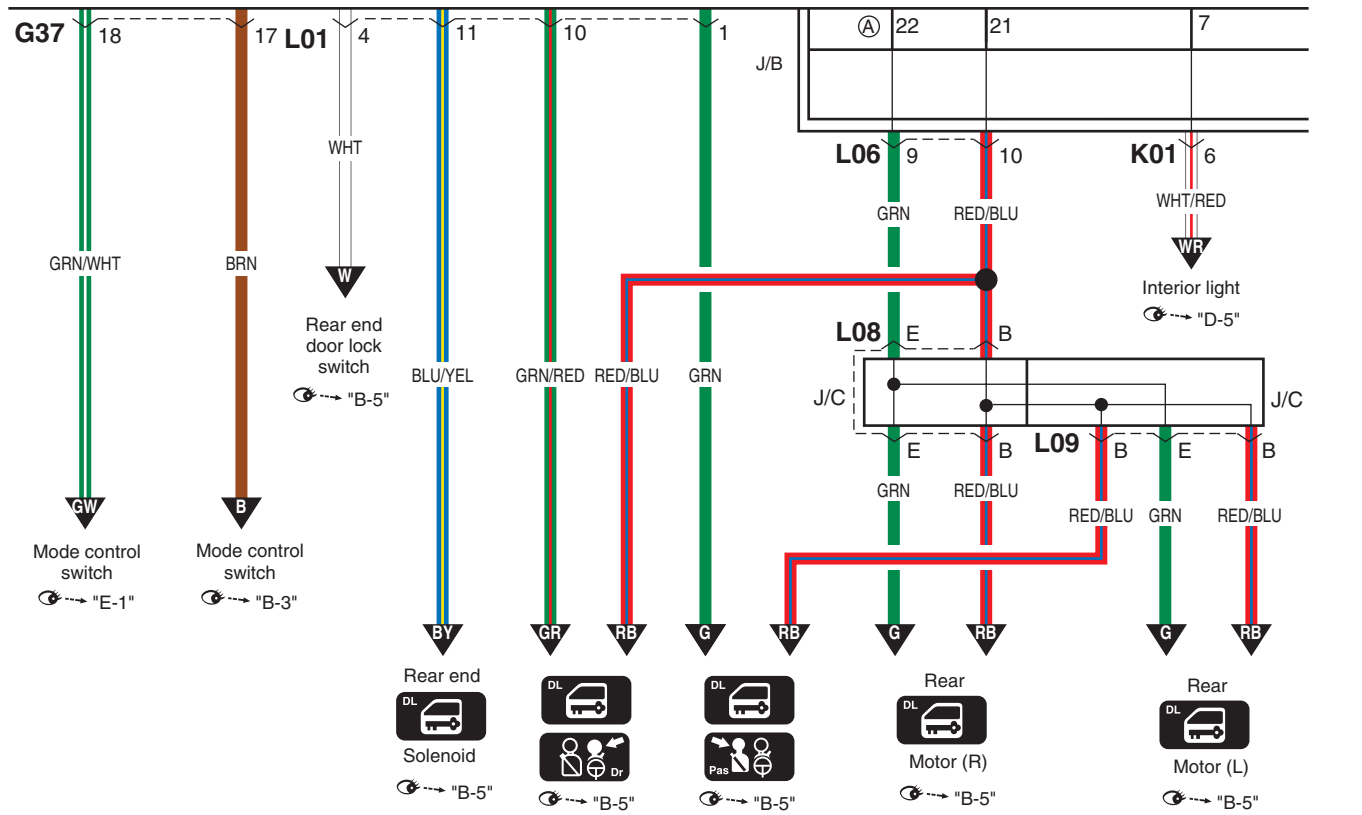 G37
18
17
L01
4
11
10
1
J/B
A
22
21
7
L06
9
10
K01
6
WHT
GRN
RED/BLU
WHT/RED
GRN/WHT
BRN
W
WR
Rear end
door lock
switch
"B-5"
Interior light
"D-5"
L08
E
B
BLU/YEL
GRN/RED
RED/BLU
GRN
J/C
J/C
E
B
L09
B
E
B
GRN
RED/BLU
RED/BLU
GRN
RED/BLU
GW
B
Mode control
switch
"E-1"
Mode control
switch
"B-3"
BY
GR
RB
G
RB
G
RB
G
RB
Rear end
DL
Solenoid
"B-5"
DL
Dr
"B-5"
DL
Pas
"B-5"
Rear
DL
Motor (R)
"B-5"
Rear
DL
Motor (L)
"B-5"